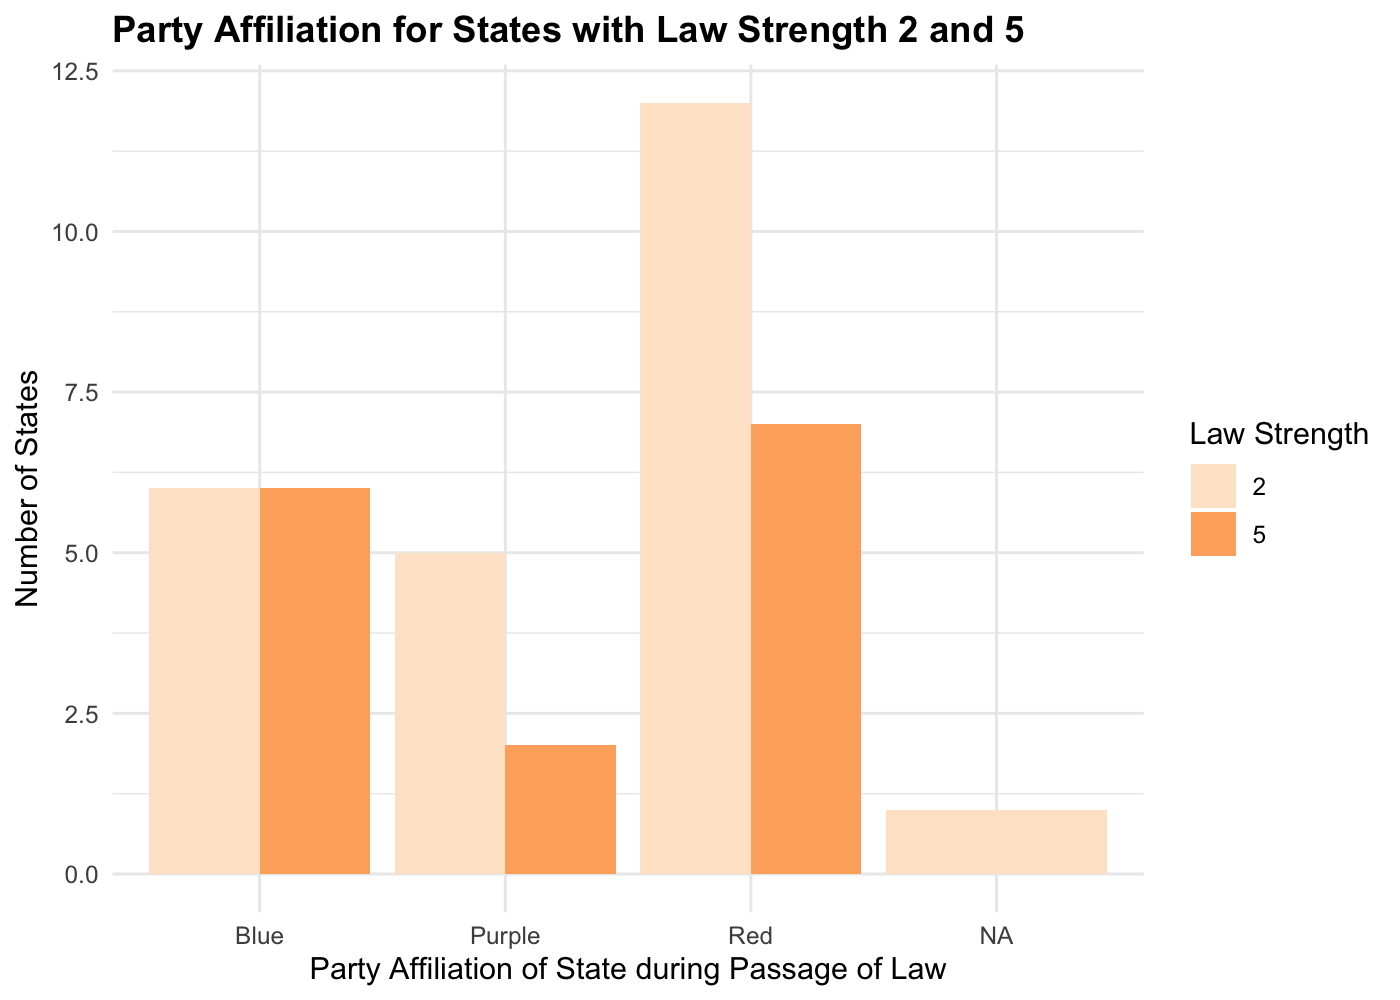 Party Affiliation for States with Law Strength 2 and 5
12.5
10.0
7.5
5.0
2.5
0.0
Number of States
Blue
Purple
Red
NA
Party Affiliation of State during Passage of Law
Law Strength
2
5